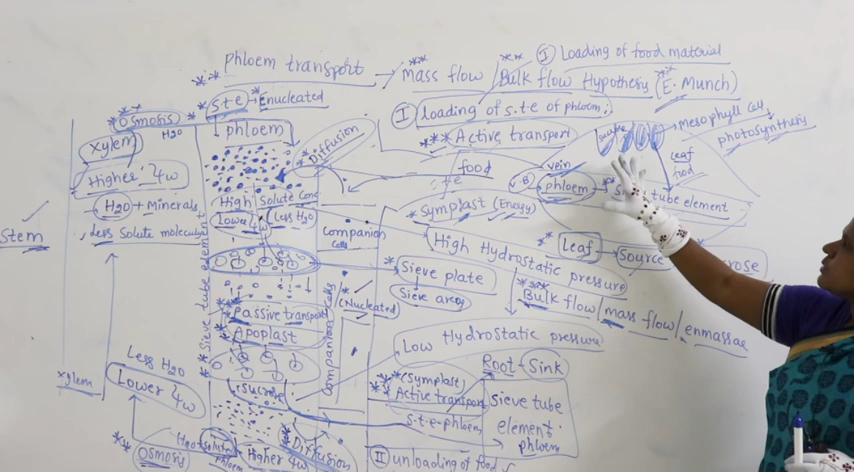 Phloem transport → Mass flow / Bulk flow Hypothesis (E. Munch)
I Loading of food material
S.t.e → Enucleated
I loading of s.t.e of phloem;
Osmosis
H2O
phloem
Diffusion
Active transport
Mesophyll cell
photosynthesis
xylem
Higher ψw
H2O + Minerals
Less Solute molecules
Stem
food
vein
Leaf
food
V.B
phloem
tube element
High Solute Conc
Lower ψw (Less H2O)
Symplast (Energy)
companion
cells
High Hydrostatic pressure
Leaf
Source
Sieve tube element
Sieve plate
Sieve area
Bulk flow / mass flow / enmassae
(Nucleated
Passive transport
Apoplast
Companion cells
Low Hydrostatic pressure
Root - Sink
Less H2O
Lower ψw
xylem
sucrose
(Symplast)
Active transport
s.t.e-phloem
Sieve tube
element
phloem
Osmosis
H2O + solute
phloem
Higher ψw
Diffusion
II unloading of food